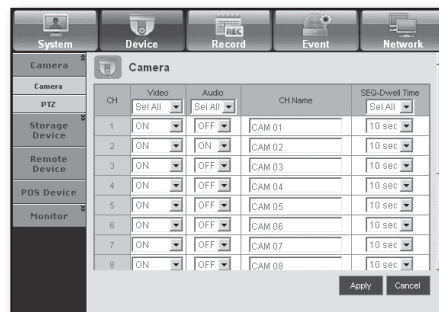 System Device Record Event Network
REC
Camera
Camera
PTZ
Storage
Device
Remote
Device
POS Device
Monitor
Camera
CH Video Audio CH Name SEQ-Dwell Time
Sel All Sel All Sel All
1 ON OFF CAM 01 10 sec
2 ON ON CAM 02 10 sec
3 ON OFF CAM 03 10 sec
4 ON OFF CAM 04 10 sec
5 ON OFF CAM 05 10 sec
6 ON OFF CAM 06 10 sec
7 ON OFF CAM 07 10 sec
8 ON OFF CAM 08 10 sec
Apply Cancel